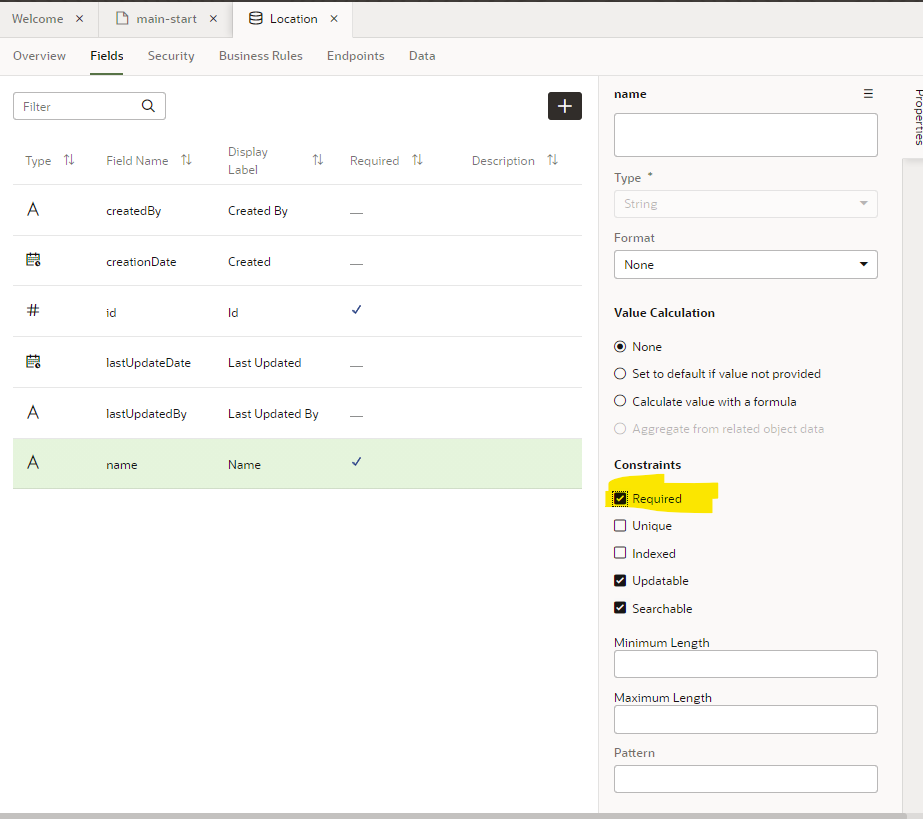 Welcome × main-start × Location ×
Overview Fields Security Business Rules Endpoints Data
Filter
+
Type Field Name Display Label Required Description
A createdBy Created By —
creationDate Created —
# id Id ✓
lastUpdateDate Last Updated —
A lastUpdatedBy Last Updated By —
A name Name ✓
name
Type *
String
Format
None
Value Calculation
None
Set to default if value not provided
Calculate value with a formula
Aggregate from related object data
Constraints
Required
Unique
Indexed
Updatable
Searchable
Minimum Length
Maximum Length
Pattern
Properties